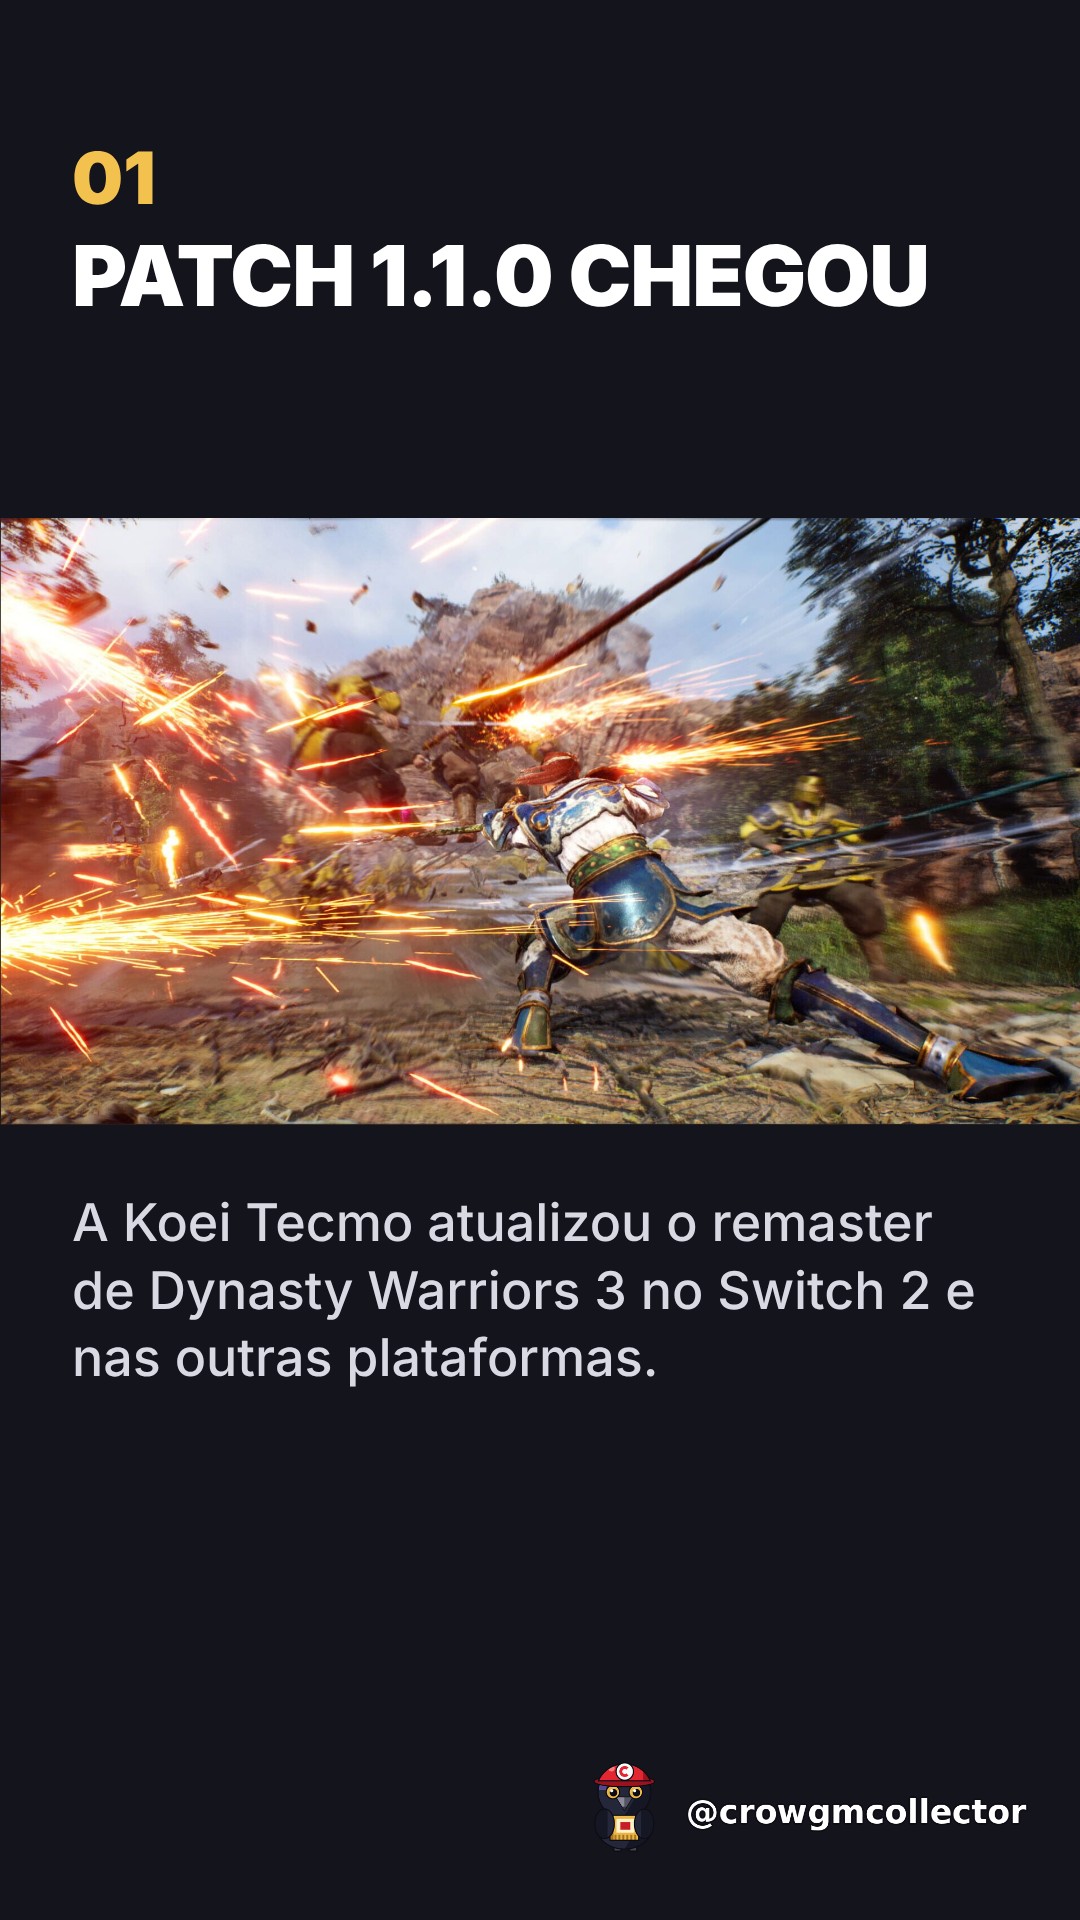 01
PATCH 1.1.0 CHEGOU
A Koei Tecmo atualizou o remaster
de Dynasty Warriors 3 no Switch 2 e
nas outras plataformas.
C
@crowgmcollector